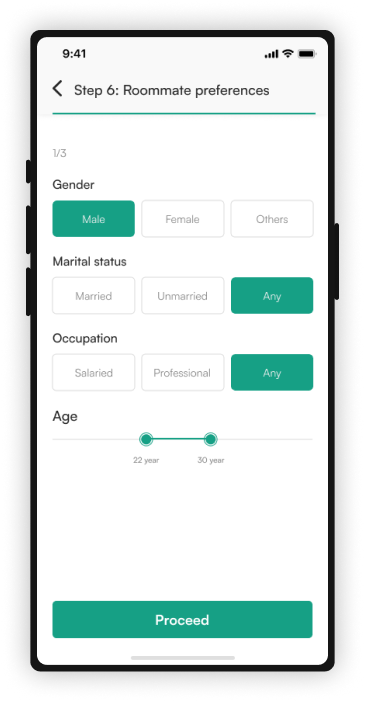 9:41
Step 6: Roommate preferences
1/3
Gender
Male Female Others
Marital status
Married Unmarried Any
Occupation
Salaried Professional Any
Age
22 year 30 year
Proceed